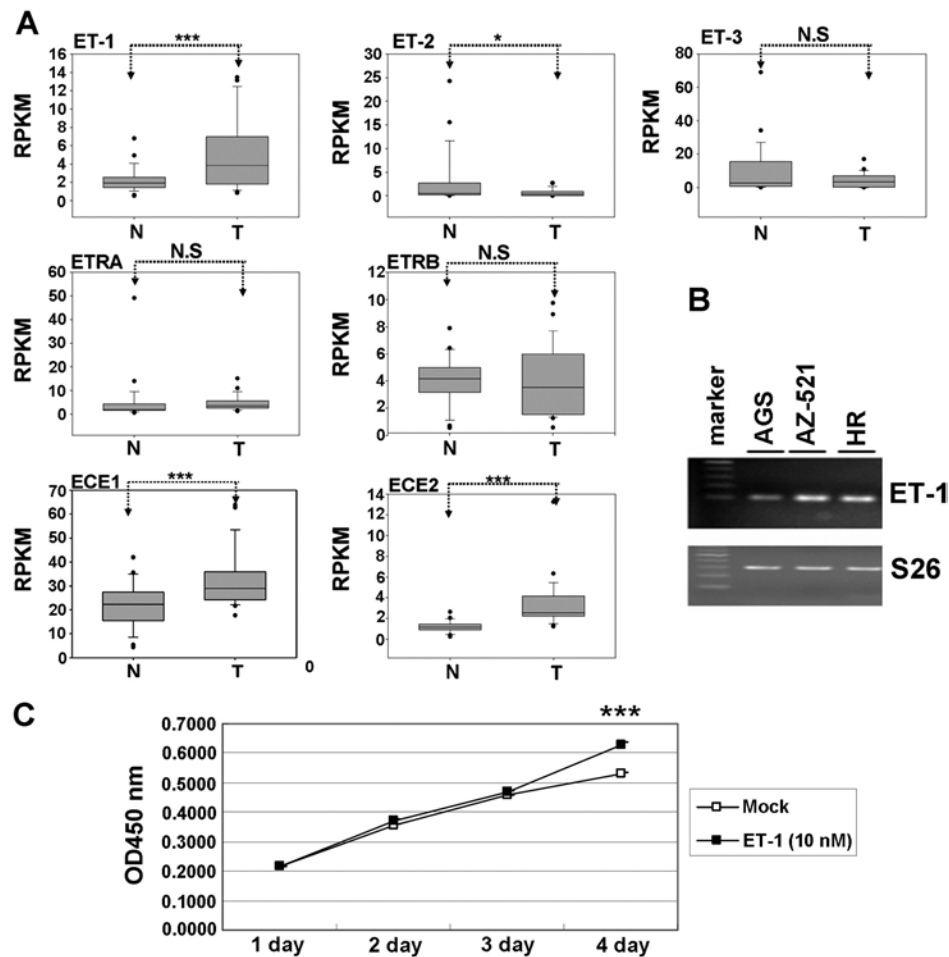 A
ET-1
***
RPKM
16
14
12
10
8
6
4
2
0
N
T
ET-2
*
RPKM
30
25
20
15
10
5
0
N
T
ET-3
N.S
RPKM
80
60
40
20
0
N
T
ETRA
N.S
RPKM
60
50
40
30
20
10
0
N
T
ETRB
N.S
RPKM
12
10
8
6
4
2
0
N
T
ECE1
***
RPKM
70
60
50
40
30
20
10
0
N
T
0
ECE2
***
RPKM
14
12
10
8
6
4
2
0
N
T
B
marker
AGS
AZ-521
HR
ET-1
S26
C
***
OD450 nm
0.7000
0.6000
0.5000
0.4000
0.3000
0.2000
0.1000
0.0000
1 day
2 day
3 day
4 day
Mock
ET-1 (10 nM)